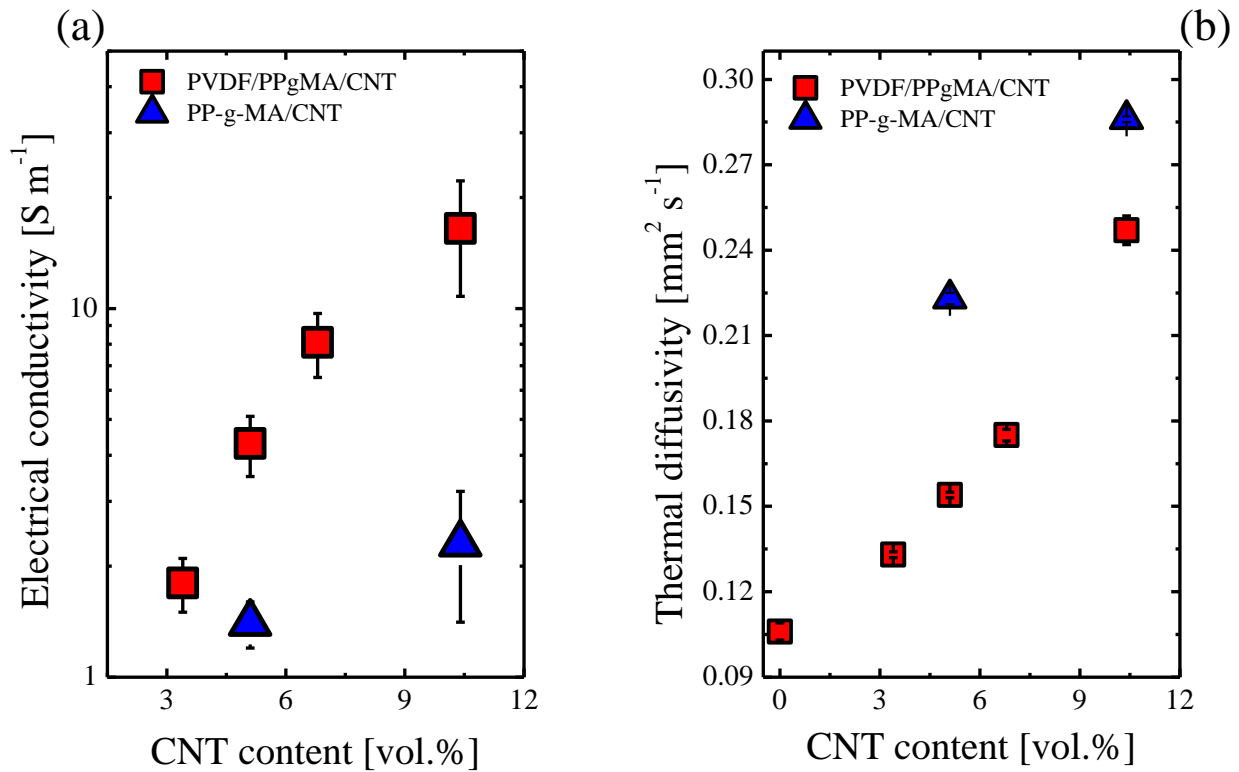 (a)
PVDF/PPgMA/CNT
PP-g-MA/CNT
Electrical conductivity [S m⁻¹]
10
1
3 6 9 12
CNT content [vol.%]
(b)
PVDF/PPgMA/CNT
PP-g-MA/CNT
Thermal diffusivity [mm² s⁻¹]
0.30
0.27
0.24
0.21
0.18
0.15
0.12
0.09
0 3 6 9 12
CNT content [vol.%]